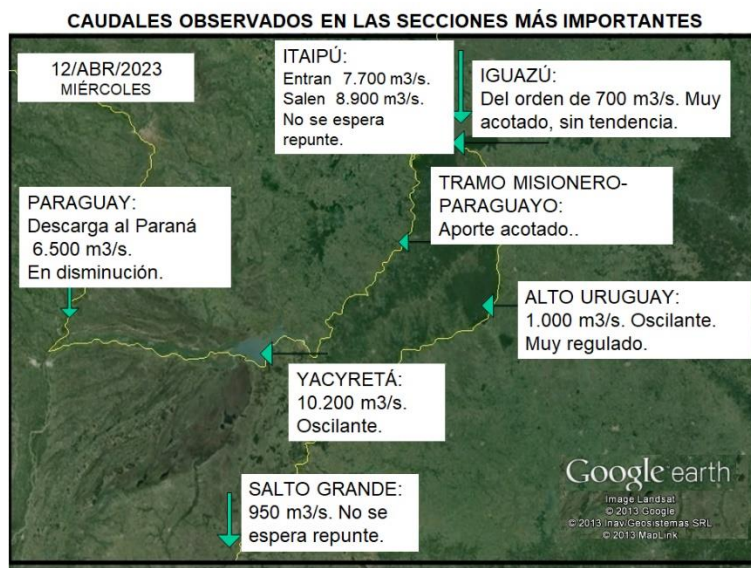 CAUDALES OBSERVADOS EN LAS SECCIONES MÁS IMPORTANTES
12/ABR/2023
MIÉRCOLES
ITAIPÚ:
Entran 7.700 m3/s.
Salen 8.900 m3/s.
No se espera
repunte.
IGUAZÚ:
Del orden de 700 m3/s. Muy
acotado, sin tendencia.
TRAMO MISIONERO-
PARAGUAYO:
Aporte acotado..
PARAGUAY:
Descarga al Paraná
6.500 m3/s.
En disminución.
ALTO URUGUAY:
1.000 m3/s. Oscilante.
Muy regulado.
YACYRETÁ:
10.200 m3/s.
Oscilante.
SALTO GRANDE:
950 m3/s. No se
espera repunte.
Google earth
Image Landsat
© 2013 Google
© 2013 Inav/Geosistemas SRL
© 2013 MapLink